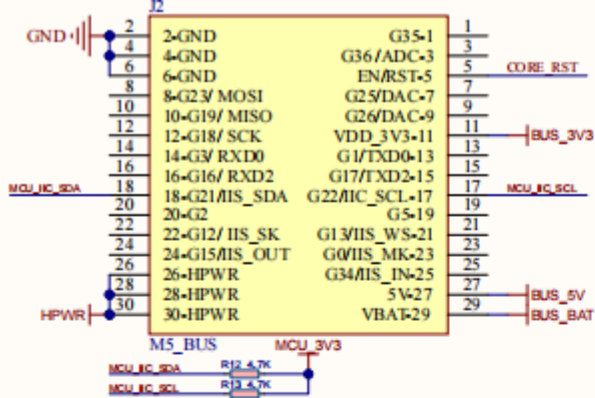 J2
GND
2 2-GND G35-1 1
4 4-GND G36/ADC-3 3
6 6-GND EN/RST-5 5 CORE_RST
8 8-G23/ MOSI G25/DAC-7 7
10 10-G19/ MISO G26/DAC-9 9
12 12-G18/ SCK VDD_3V3-11 11 BUS_3V3
14 14-G3/ RXD0 G1/TXD0-13 13
16 16-G16/ RXD2 G17/TXD2-15 15
MCU_IIC_SDA 18 18-G21/IIS_SDA G22/IIC_SCL-17 17 MCU_IIC_SCL
20 20-G2 G5-19 19
22 22-G12/ IIS_SK G13/IIS_WS-21 21
24 24-G15/IIS_OUT G0/IIS_MK-23 23
26 26-HPWR G34/IIS_IN-25 25
28 28-HPWR 5V-27 27 BUS_5V
HPWR 30 30-HPWR VBAT-29 29 BUS_BAT
M5_BUS MCU_3V3
MCU_IIC_SDA R12 4.7K
MCU_IIC_SCL R13 4.7K